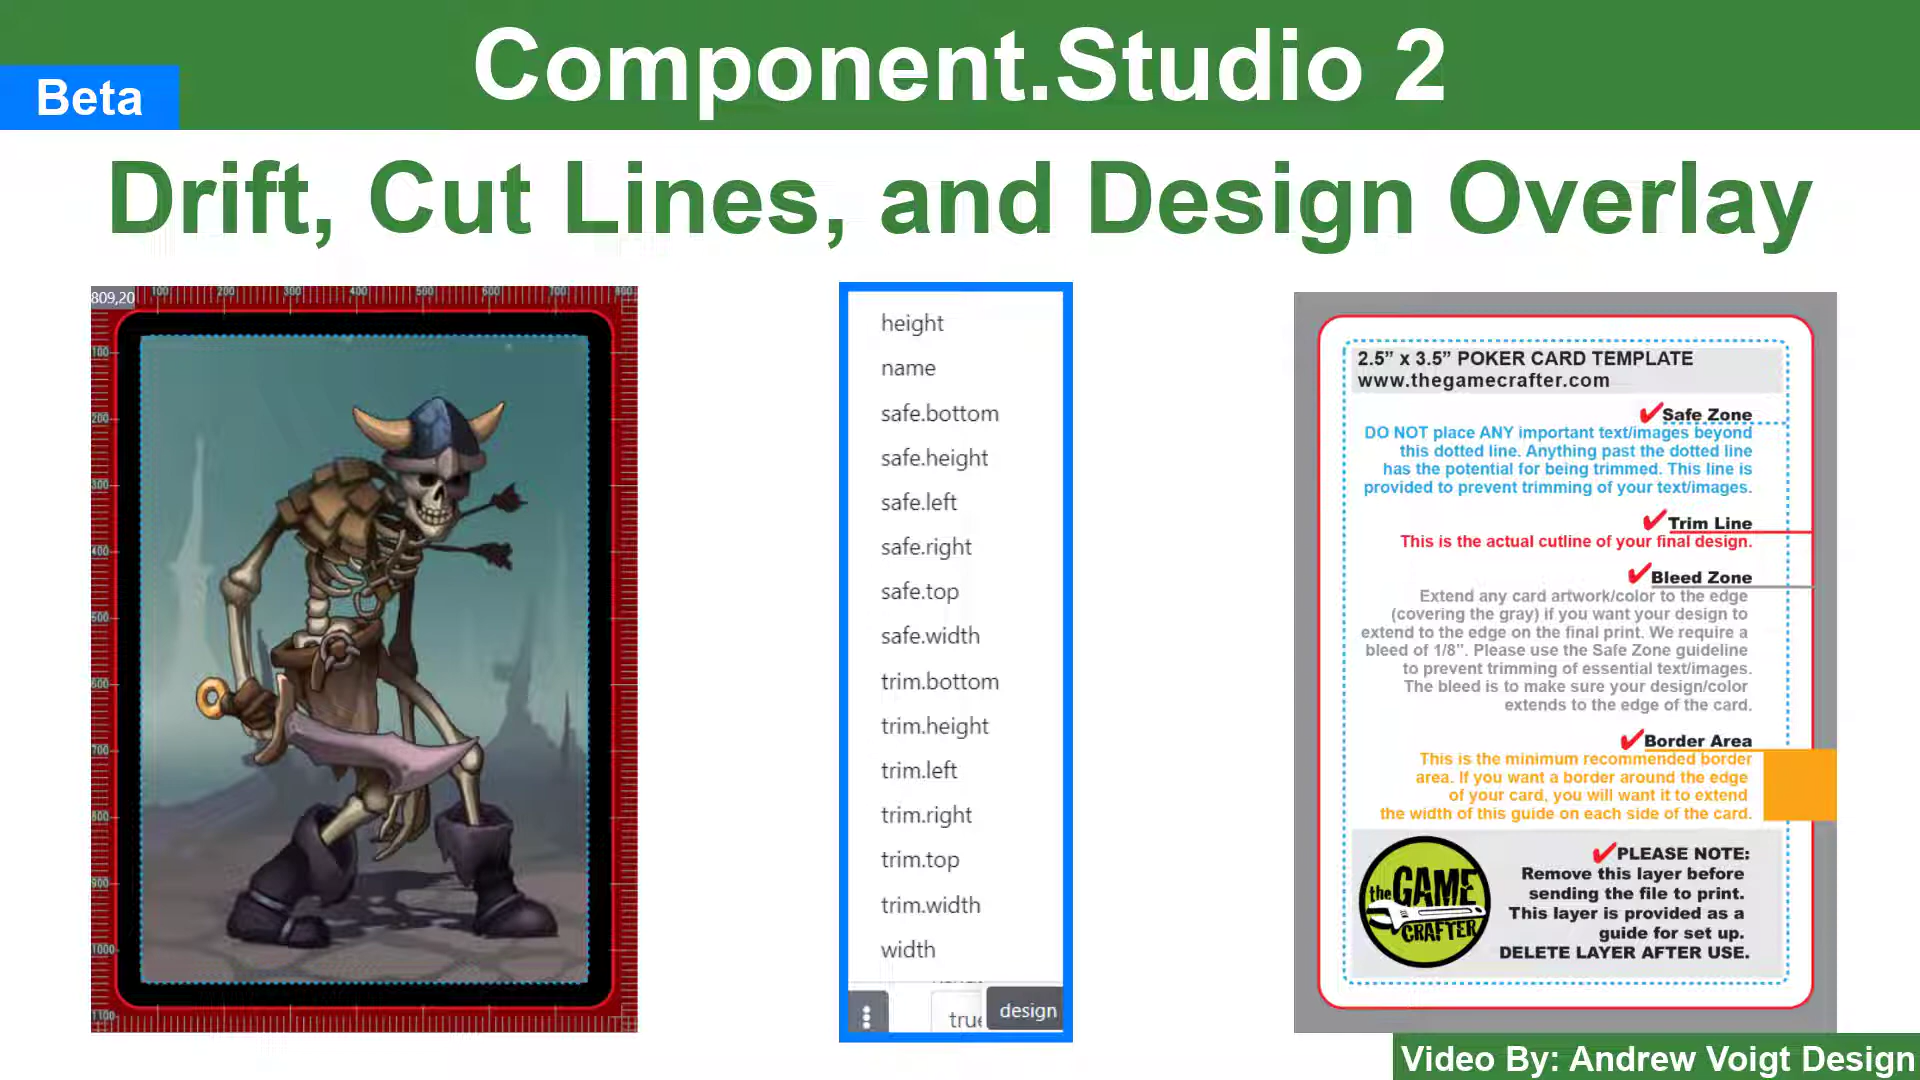 Component.Studio 2
Beta
Drift, Cut Lines, and Design Overlay
809,20
100
200
300
400
500
600
700
800
100
200
300
400
500
600
700
800
900
1000
1100
height
name
safe.bottom
safe.height
safe.left
safe.right
safe.top
safe.width
trim.bottom
trim.height
trim.left
trim.right
trim.top
trim.width
width
true
design
2.5” x 3.5” POKER CARD TEMPLATE
www.thegamecrafter.com
Safe Zone
DO NOT place ANY important text/images beyond
this dotted line. Anything past the dotted line
has the potential for being trimmed. This line is
provided to prevent trimming of your text/images.
Trim Line
This is the actual cutline of your final design.
Bleed Zone
Extend any card artwork/color to the edge
(covering the gray) if you want your design to
extend to the edge on the final print. We require a
bleed of 1/8”. Please use the Safe Zone guideline
to prevent trimming of essential text/images.
The bleed is to make sure your design/color
extends to the edge of the card.
Border Area
This is the minimum recommended border
area. If you want a border around the edge
of your card, you will want it to extend
the width of this guide on each side of the card.
the GAME
CRAFTER
PLEASE NOTE:
Remove this layer before
sending the file to print.
This layer is provided as a
guide for set up.
DELETE LAYER AFTER USE.
Video By: Andrew Voigt Design